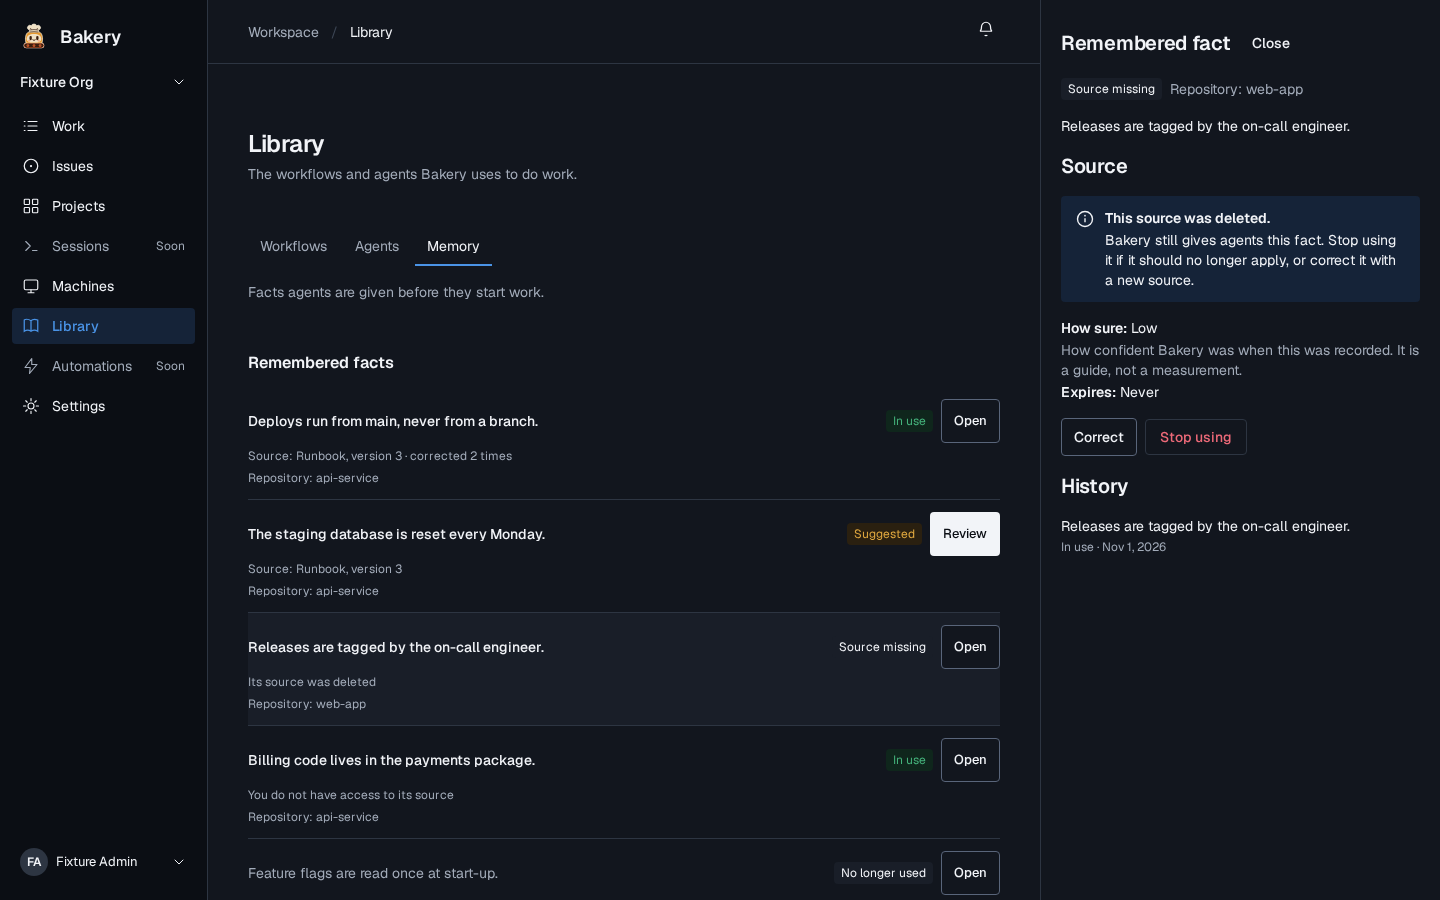 Bakery
Fixture Org
Work
Issues
Projects
Sessions Soon
Machines
Library
Automations Soon
Settings
FA Fixture Admin
Workspace / Library
Library
The workflows and agents Bakery uses to do work.
Workflows Agents Memory
Facts agents are given before they start work.
Remembered facts
Deploys run from main, never from a branch. In use Open
Source: Runbook, version 3 · corrected 2 times
Repository: api-service
The staging database is reset every Monday. Suggested Review
Source: Runbook, version 3
Repository: api-service
Releases are tagged by the on-call engineer. Source missing Open
Its source was deleted
Repository: web-app
Billing code lives in the payments package. In use Open
You do not have access to its source
Repository: api-service
Feature flags are read once at start-up. No longer used Open
Remembered fact Close
Source missing Repository: web-app
Releases are tagged by the on-call engineer.
Source
This source was deleted.
Bakery still gives agents this fact. Stop using
it if it should no longer apply, or correct it with
a new source.
How sure: Low
How confident Bakery was when this was recorded. It is
a guide, not a measurement.
Expires: Never
Correct Stop using
History
Releases are tagged by the on-call engineer.
In use · Nov 1, 2026